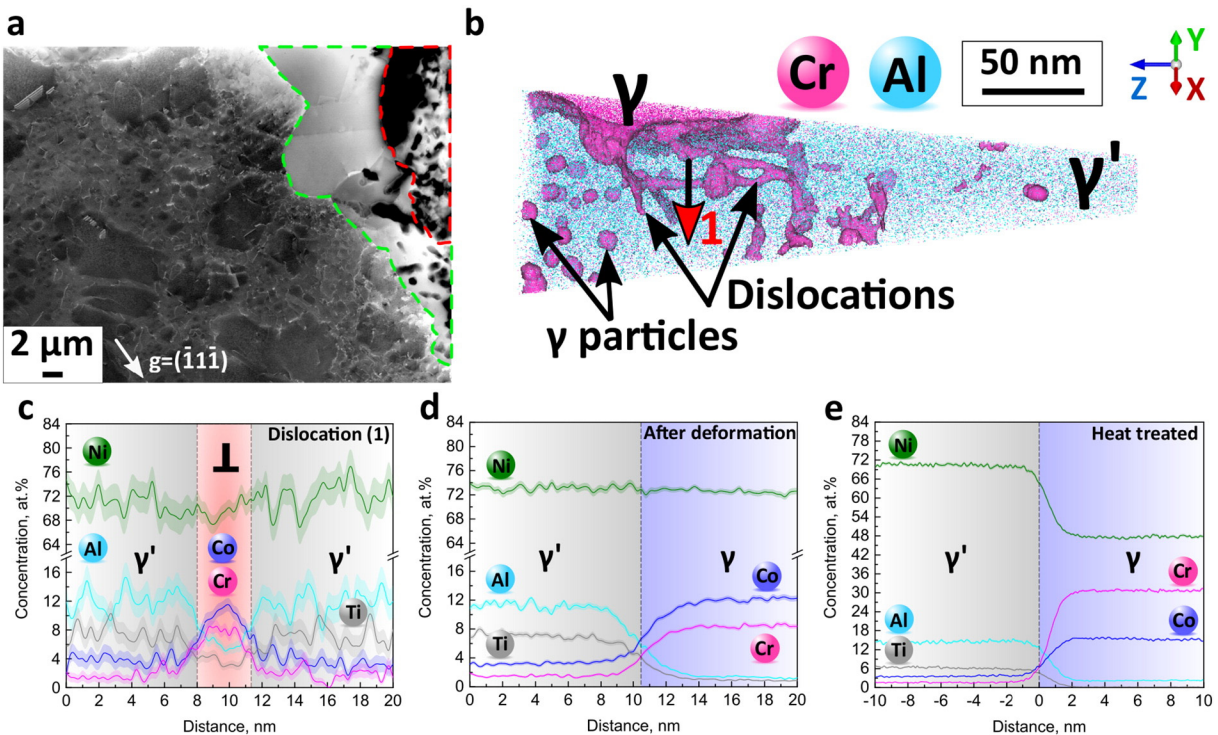 a
2 μm
g=(1̄11̄)
b
Cr Al 50 nm
Y
Z
X
γ
γ'
1
Dislocations
γ particles
c
Dislocation (1)
Concentration, at.%
84
80
76
72
68
16
12
8
4
0
Ni
⊥
Al γ' Co γ'
Cr
Ti
0 2 4 6 8 10 12 14 16 18 20
Distance, nm
d
After deformation
Concentration, at.%
84
80
76
72
68
16
12
8
4
0
Ni
γ' γ
Al Co
Ti Cr
0 2 4 6 8 10 12 14 16 18 20
Distance, nm
e
Heat treated
Concentration, at.%
84
78
72
66
60
54
48
42
36
30
24
18
12
6
0
Ni
γ' γ
Cr
Al Co
Ti
-10 -8 -6 -4 -2 0 2 4 6 8 10
Distance, nm